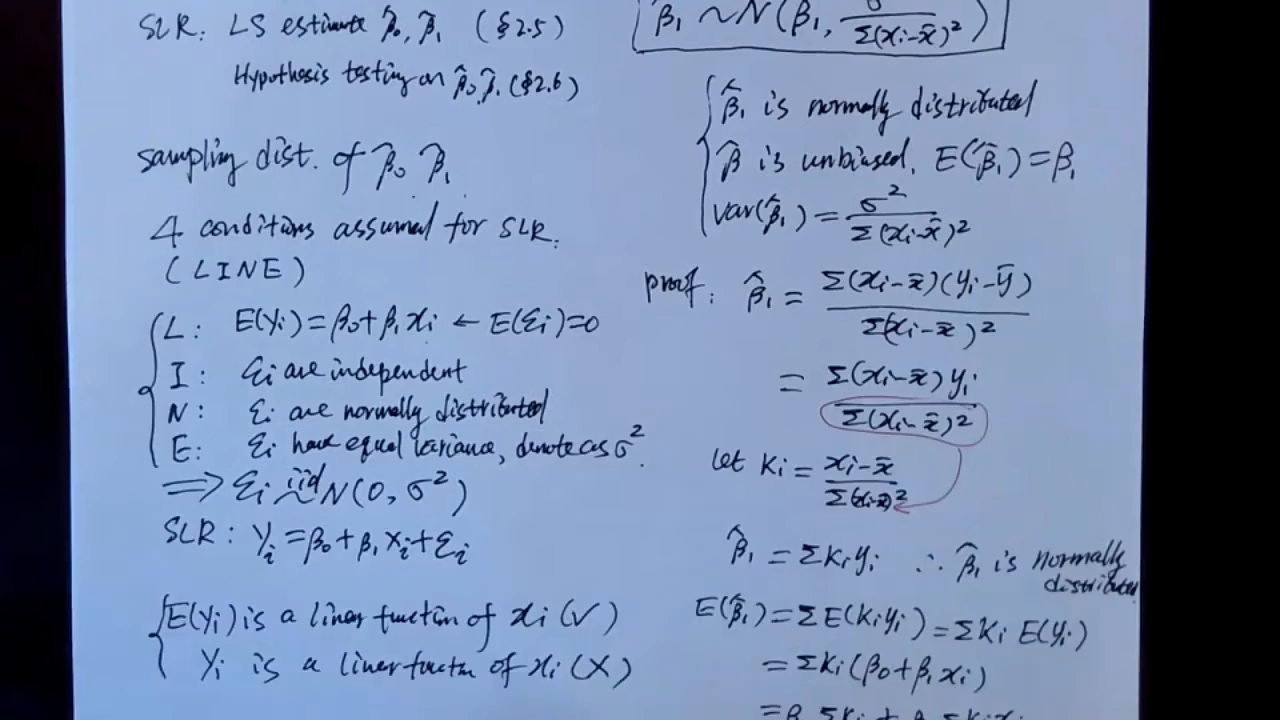 SLR: LS estimate β̂₀, β̂₁ (§2.5)
Hypothesis testing on β̂₀, β̂₁ (§2.6)
Sampling dist. of β̂₀ β̂₁
4 conditions assumed for SLR.
(LINE)
L: E(Yi)=β₀+β₁xi ← E(εi)=0
I: εi are independent
N: εi are normally distributed
E: εi have equal variance, denote as σ².
⇒ εi iid~ N(0, σ²)
SLR: Yi=β₀+β₁Xi+εi
E(Yi) is a linear function of xi (√)
Yi is a linear functn of xi (X)
β̂₁ ~ N(β₁, σ / Σ(xi-x̄)²)
β̂₁ is normally distributed
β̂ is unbiased, E(β̂₁)=β₁
var(β̂₁) = σ² / Σ(xi-x̄)²
proof: β̂₁ = Σ(xi-x̄)(yi-ȳ) / Σ(xi-x̄)²
= Σ(xi-x̄)yi / Σ(xi-x̄)²
let Ki = xi-x̄ / Σ(xi-x̄)²
β̂₁ = ΣKiyi ∴ β̂₁ is normally
distributed
E(β̂₁)=ΣE(Kiyi)=ΣKi E(yi)
=ΣKi(β₀+β₁xi)
=β₀ΣKi+β₁ΣKixi